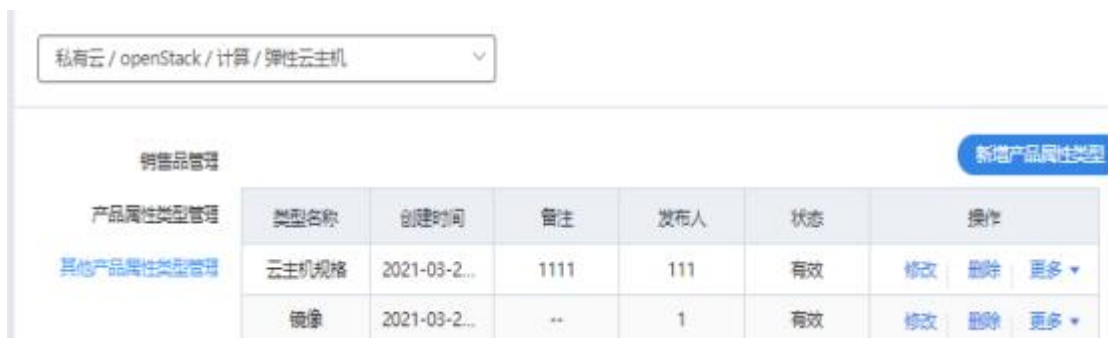 私有云 / openStack / 计算 / 弹性云主机
销售品管理
新增产品属性类型
产品属性类型管理
类型名称 创建时间 备注 发布人 状态 操作
其他产品属性类型管理
云主机规格 2021-03-2... 1111 111 有效 修改 删除 更多
镜像 2021-03-2... -- 1 有效 修改 删除 更多